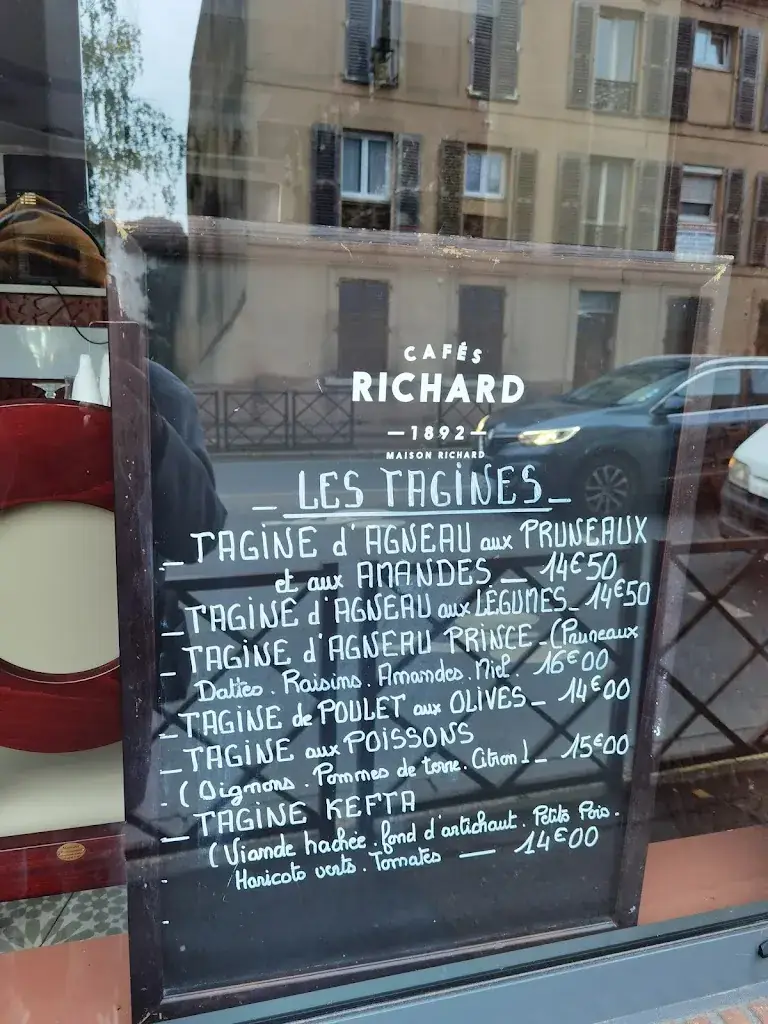 CAFÉS
RICHARD
—1892—
MAISON RICHARD
_ LES TAGINES _
_ TAGINE d'AGNEAU aux PRUNEAUX
et aux AMANDES _ 14€50
_ TAGINE d'AGNEAU aux LÉGUMES _ 14€50
_ TAGINE d'AGNEAU PRINCE _ (Pruneaux
Dattes . Raisins . Amandes . Miel . 16€00
_ TAGINE de POULET aux OLIVES _ 14€00
_ TAGINE aux POISSONS
- ( Oignons . Pommes de terre . Citron ) _ 15€00
_ TAGINE KEFTA
( Viande hachée . fond d'artichaut . Petits Pois .
Haricots verts . Tomates — 14€00